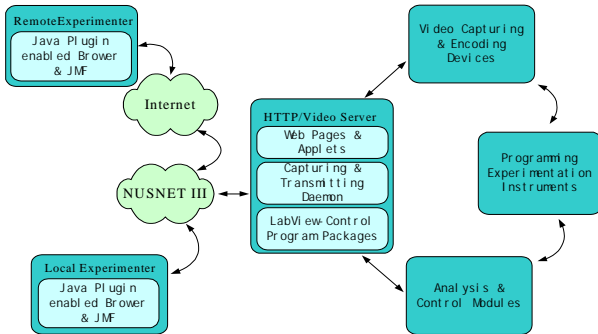 RemoteExperimenter
Java Plugin
enabled Brower
& JMF
Internet
NUSNET III
Local Experimenter
Java Plugin
enabled Brower
& JMF
HTTP/Video Server
Web Pages &
Applets
Capturing &
Transmitting
Daemon
LabView-Control
Program Packages
Video Capturing
& Encoding
Devices
Programming
Experimentation
Instruments
Analysis &
Control Modules